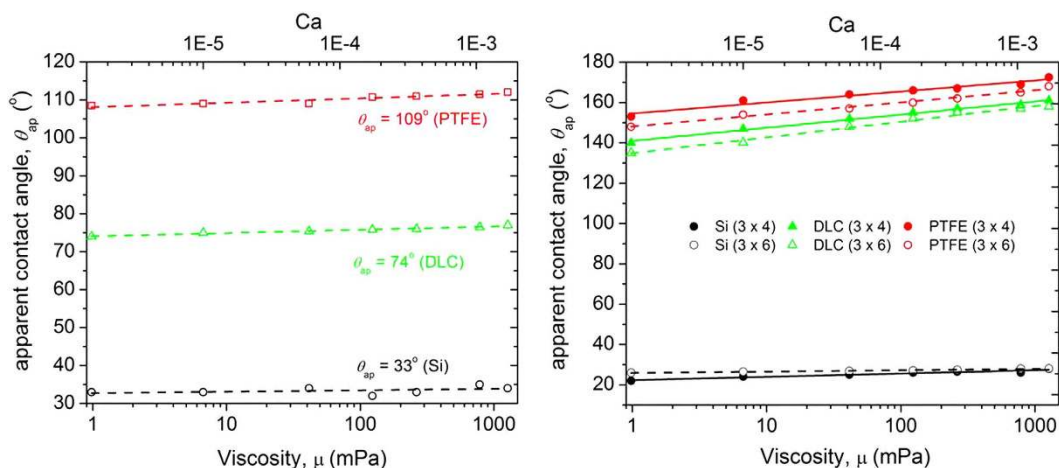 Ca
1E-5 1E-4 1E-3
120
110
100
90
80
70
60
50
40
30
apparent contact angle, θap (°)
θap = 109° (PTFE)
θap = 74° (DLC)
θap = 33° (Si)
1 10 100 1000
Viscosity, μ (mPa)
Ca
1E-5 1E-4 1E-3
200
180
160
140
120
100
80
60
40
20
apparent contact angle, θap (°)
Si (3 x 4) DLC (3 x 4) PTFE (3 x 4)
Si (3 x 6) DLC (3 x 6) PTFE (3 x 6)
1 10 100 1000
Viscosity, μ (mPa)